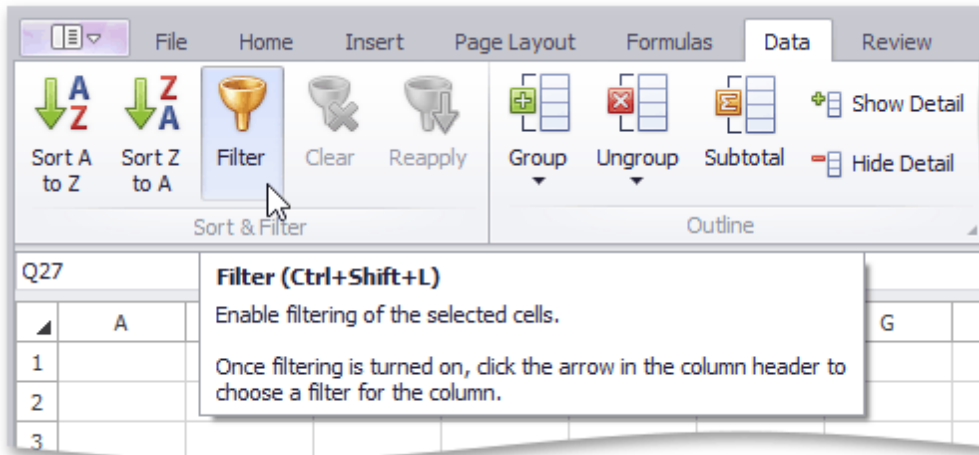 File Home Insert Page Layout Formulas Data Review
Sort A to Z
Sort Z to A
Filter
Clear
Reapply
Group
Ungroup
Subtotal
Show Detail
Hide Detail
Sort & Filter
Outline
Q27
Filter (Ctrl+Shift+L)
Enable filtering of the selected cells.
Once filtering is turned on, click the arrow in the column header to
choose a filter for the column.
A G
1
2
3